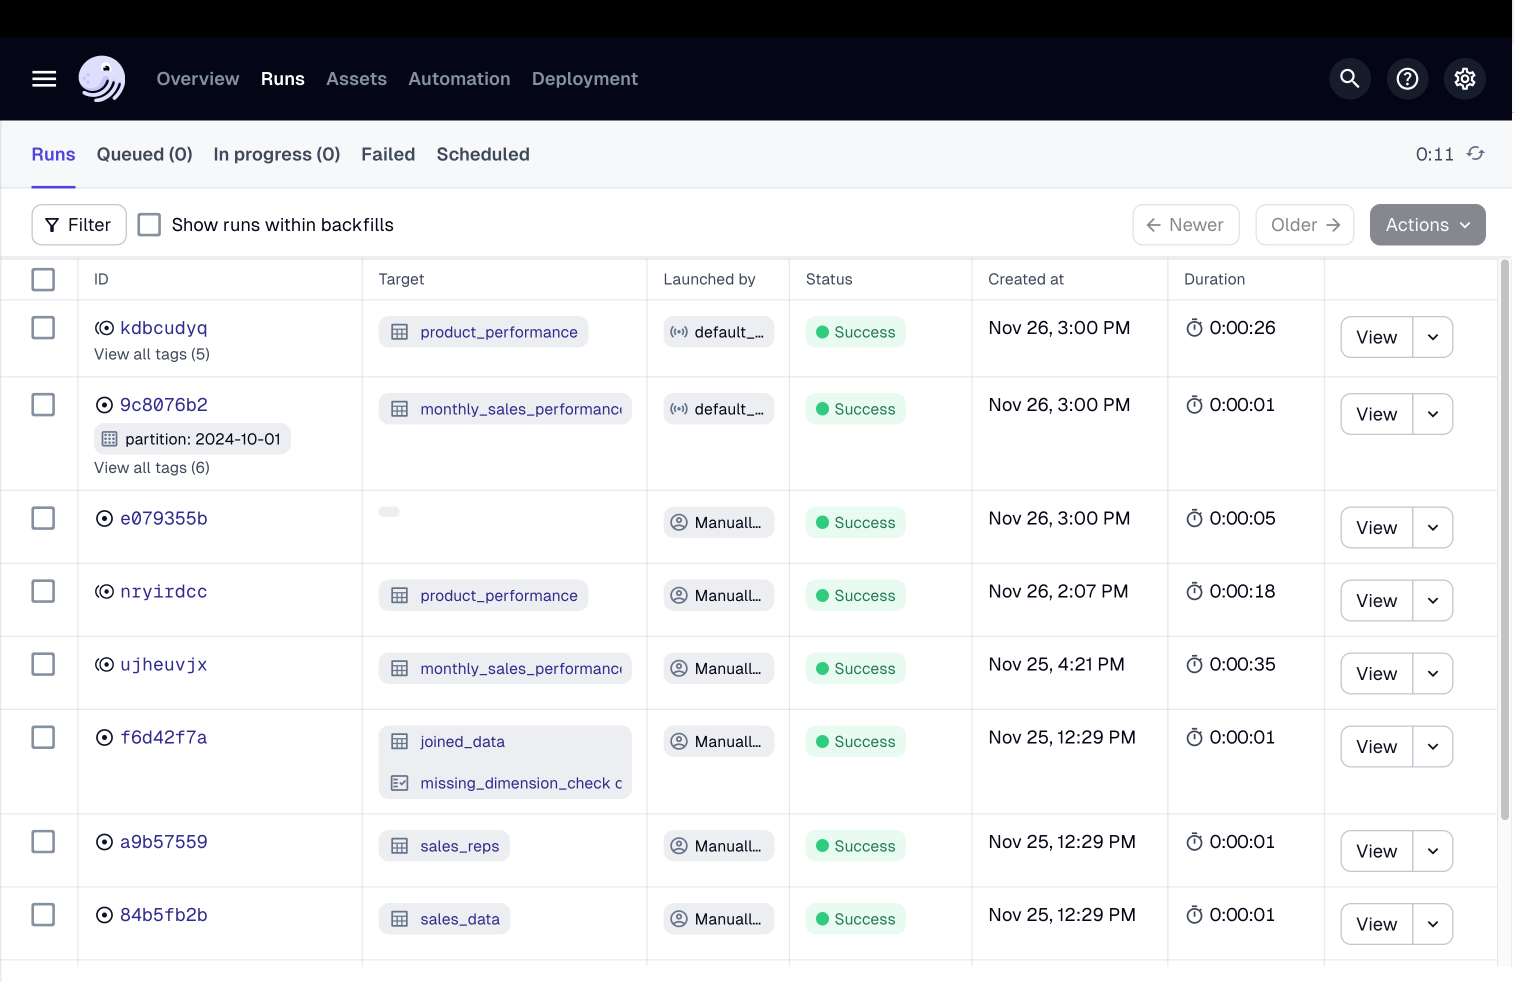 Overview Runs Assets Automation Deployment
Runs Queued (0) In progress (0) Failed Scheduled 0:11
Filter Show runs within backfills Newer Older Actions
ID Target Launched by Status Created at Duration
kdbcudyq product_performance default_... Success Nov 26, 3:00 PM 0:00:26 View
View all tags (5)
9c8076b2 monthly_sales_performanc default_... Success Nov 26, 3:00 PM 0:00:01 View
partition: 2024-10-01
View all tags (6)
e079355b Manuall... Success Nov 26, 3:00 PM 0:00:05 View
nryirdcc product_performance Manuall... Success Nov 26, 2:07 PM 0:00:18 View
ujheuvjx monthly_sales_performanc Manuall... Success Nov 25, 4:21 PM 0:00:35 View
f6d42f7a joined_data Manuall... Success Nov 25, 12:29 PM 0:00:01 View
missing_dimension_check
a9b57559 sales_reps Manuall... Success Nov 25, 12:29 PM 0:00:01 View
84b5fb2b sales_data Manuall... Success Nov 25, 12:29 PM 0:00:01 View